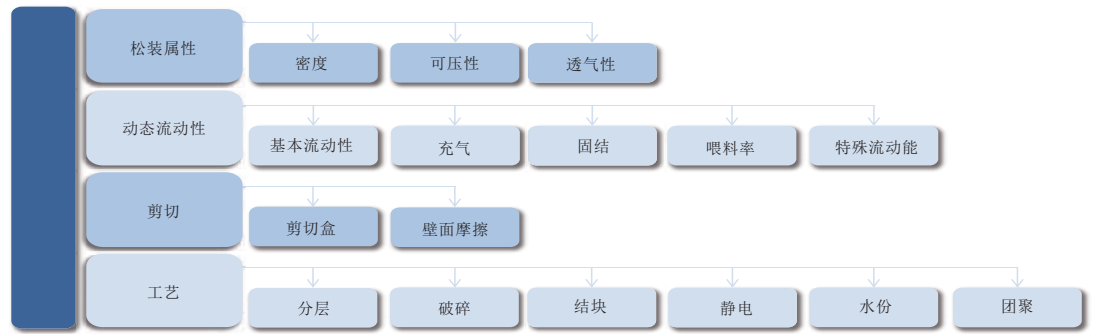 松装属性
密度
可压性
透气性
动态流动性
基本流动性
充气
固结
喂料率
特殊流动能
剪切
剪切盒
壁面摩擦
工艺
分层
破碎
结块
静电
水份
团聚